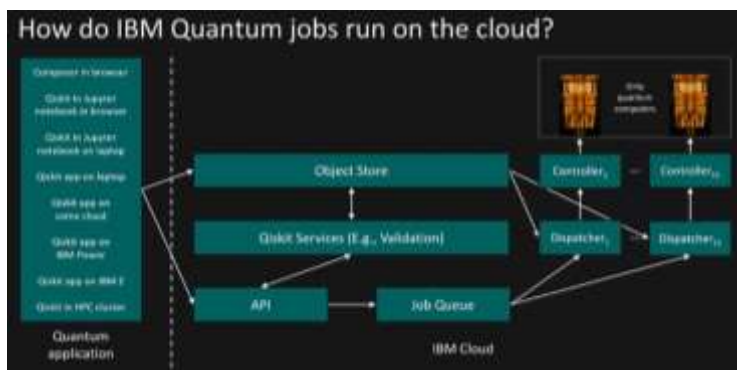 How do IBM Quantum jobs run on the cloud?
Composer in browser
Qiskit in Jupyter
notebook in browser
Qiskit in Jupyter
notebook on laptop
Qiskit app on laptop
Qiskit app on
some cloud
Qiskit app on
IBM Power
Qiskit app on IBM Z
Qiskit in HPC cluster
Quantum
application
Object Store
Qiskit Services (E.g., Validation)
API
Job Queue
quantum
computers
Controller
...
Controller
Dispatcher
...
Dispatcher
IBM Cloud